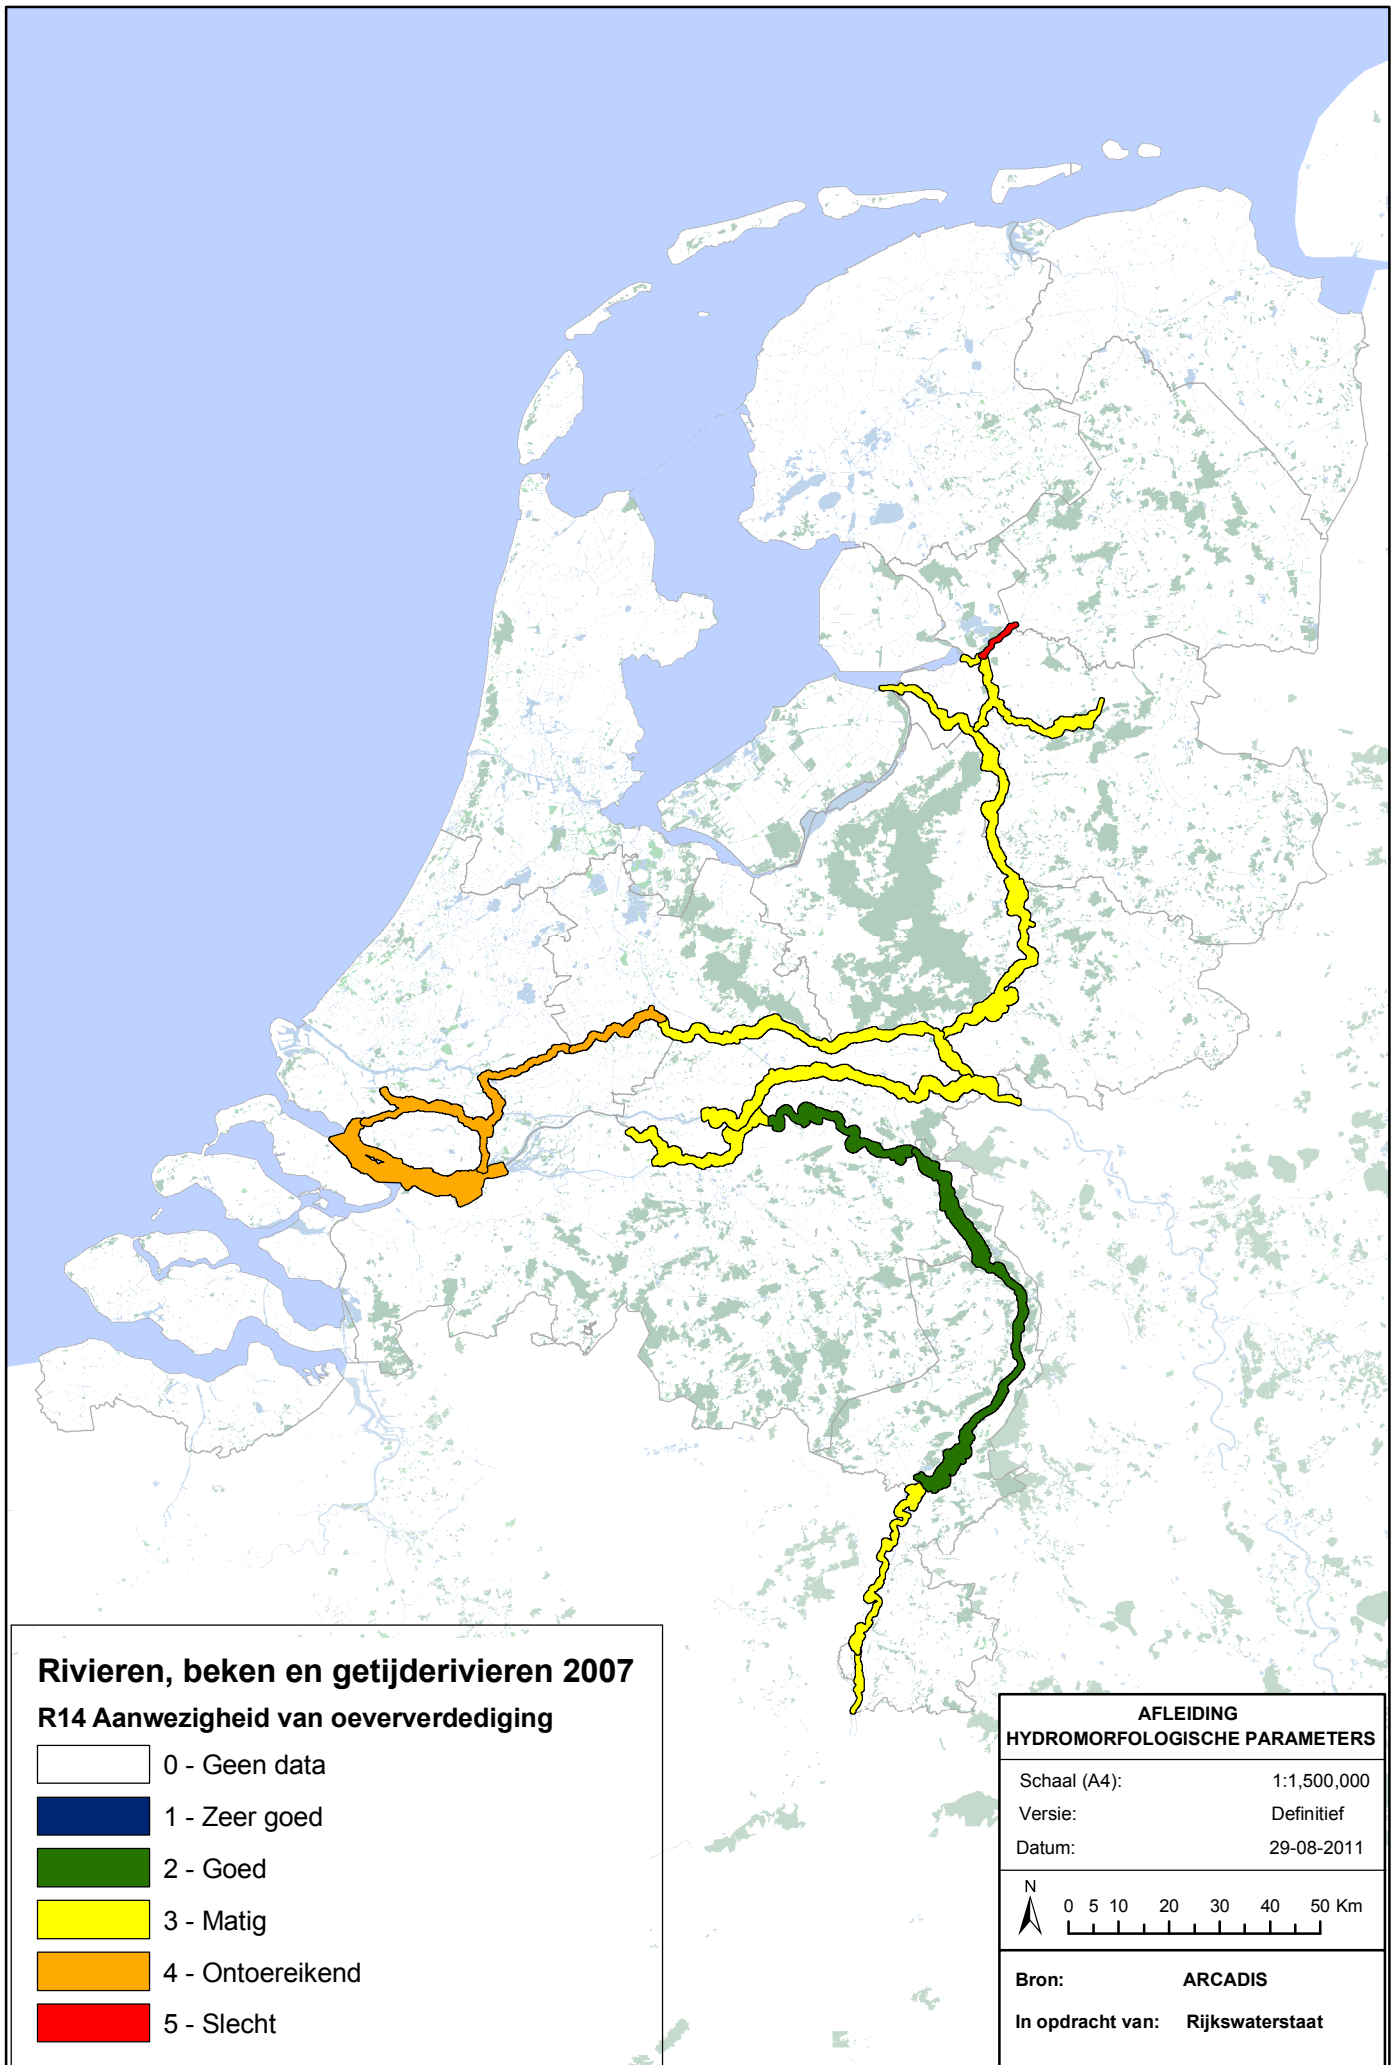 Rivieren, beken en getijderivieren 2007
R14 Aanwezigheid van oeververdediging
0 - Geen data
1 - Zeer goed
2 - Goed
3 - Matig
4 - Ontoereikend
5 - Slecht
AFLEIDING
HYDROMORFOLOGISCHE PARAMETERS
Schaal (A4): 1:1,500,000
Versie: Definitief
Datum: 29-08-2011
N
0 5 10 20 30 40 50 Km
Bron: ARCADIS
In opdracht van: Rijkswaterstaat